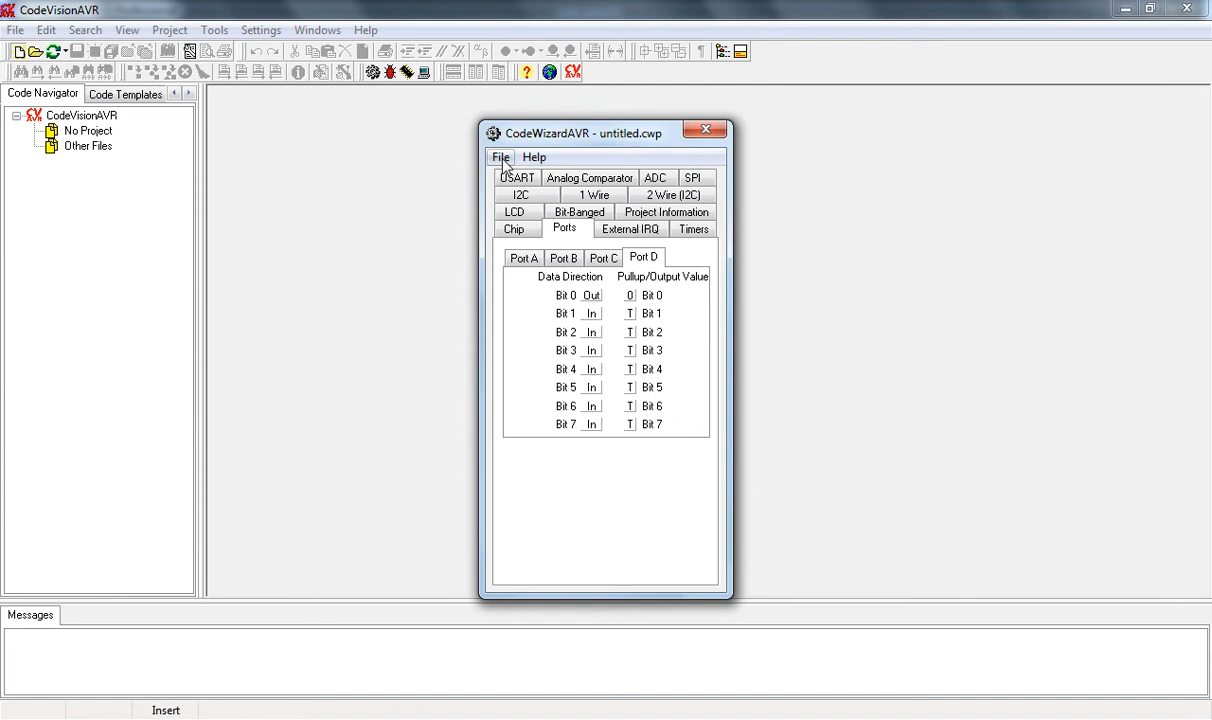 CodeVisionAVR
File Edit Search View Project Tools Settings Windows Help
Code Navigator Code Templates
CodeVisionAVR
No Project
Other Files
CodeWizardAVR - untitled.cwp
File Help
USART Analog Comparator ADC SPI
I2C 1 Wire 2 Wire (I2C)
LCD Bit-Banged Project Information
Chip Ports External IRQ Timers
Port A Port B Port C Port D
Data Direction Pullup/Output Value
Bit 0 Out 0 Bit 0
Bit 1 In T Bit 1
Bit 2 In T Bit 2
Bit 3 In T Bit 3
Bit 4 In T Bit 4
Bit 5 In T Bit 5
Bit 6 In T Bit 6
Bit 7 In T Bit 7
Messages
Insert